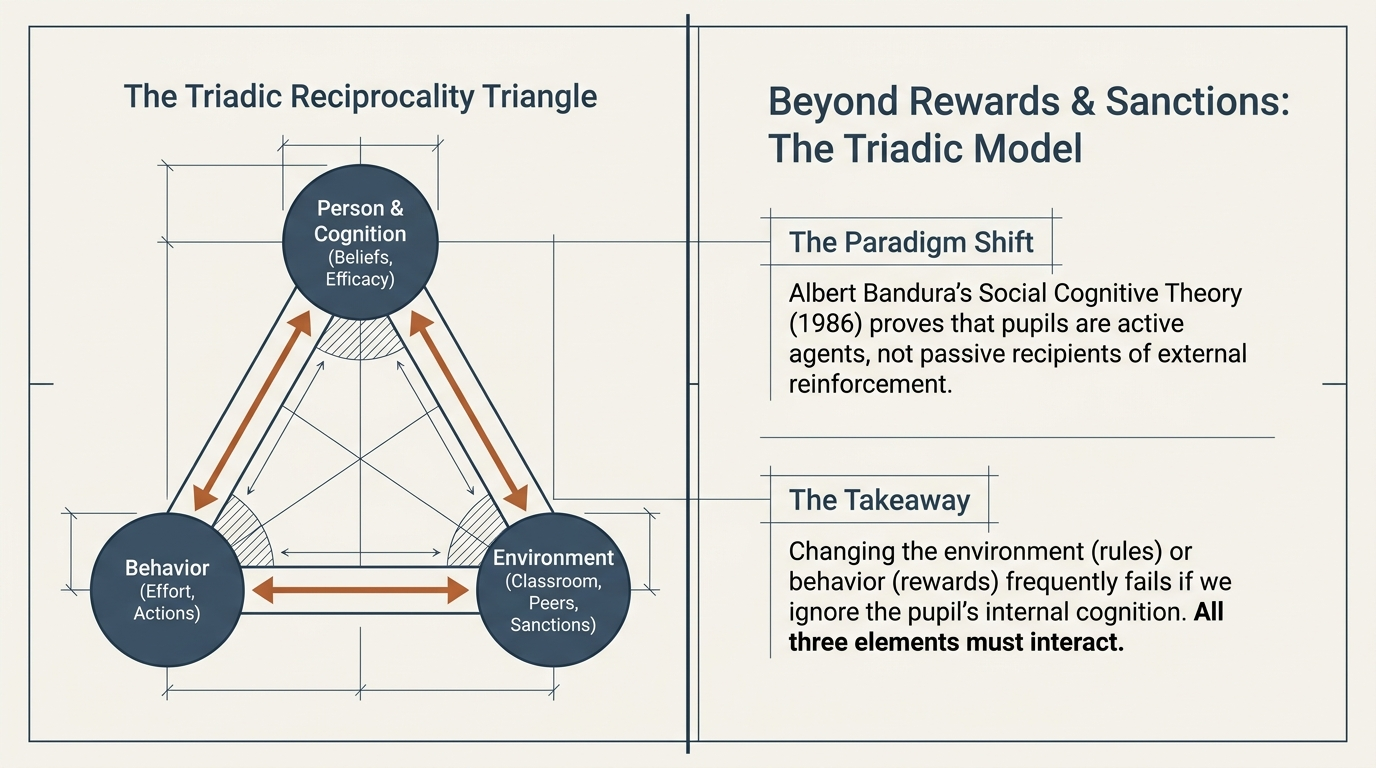 The Triadic Reciprocality Triangle
Person &
Cognition
(Beliefs,
Efficacy)
Behavior
(Effort,
Actions)
Environment
(Classroom,
Peers,
Sanctions)
Beyond Rewards & Sanctions:
The Triadic Model
The Paradigm Shift
Albert Bandura’s Social Cognitive Theory
(1986) proves that pupils are active
agents, not passive recipients of external
reinforcement.
The Takeaway
Changing the environment (rules) or
behavior (rewards) frequently fails if we
ignore the pupil’s internal cognition. All
three elements must interact.